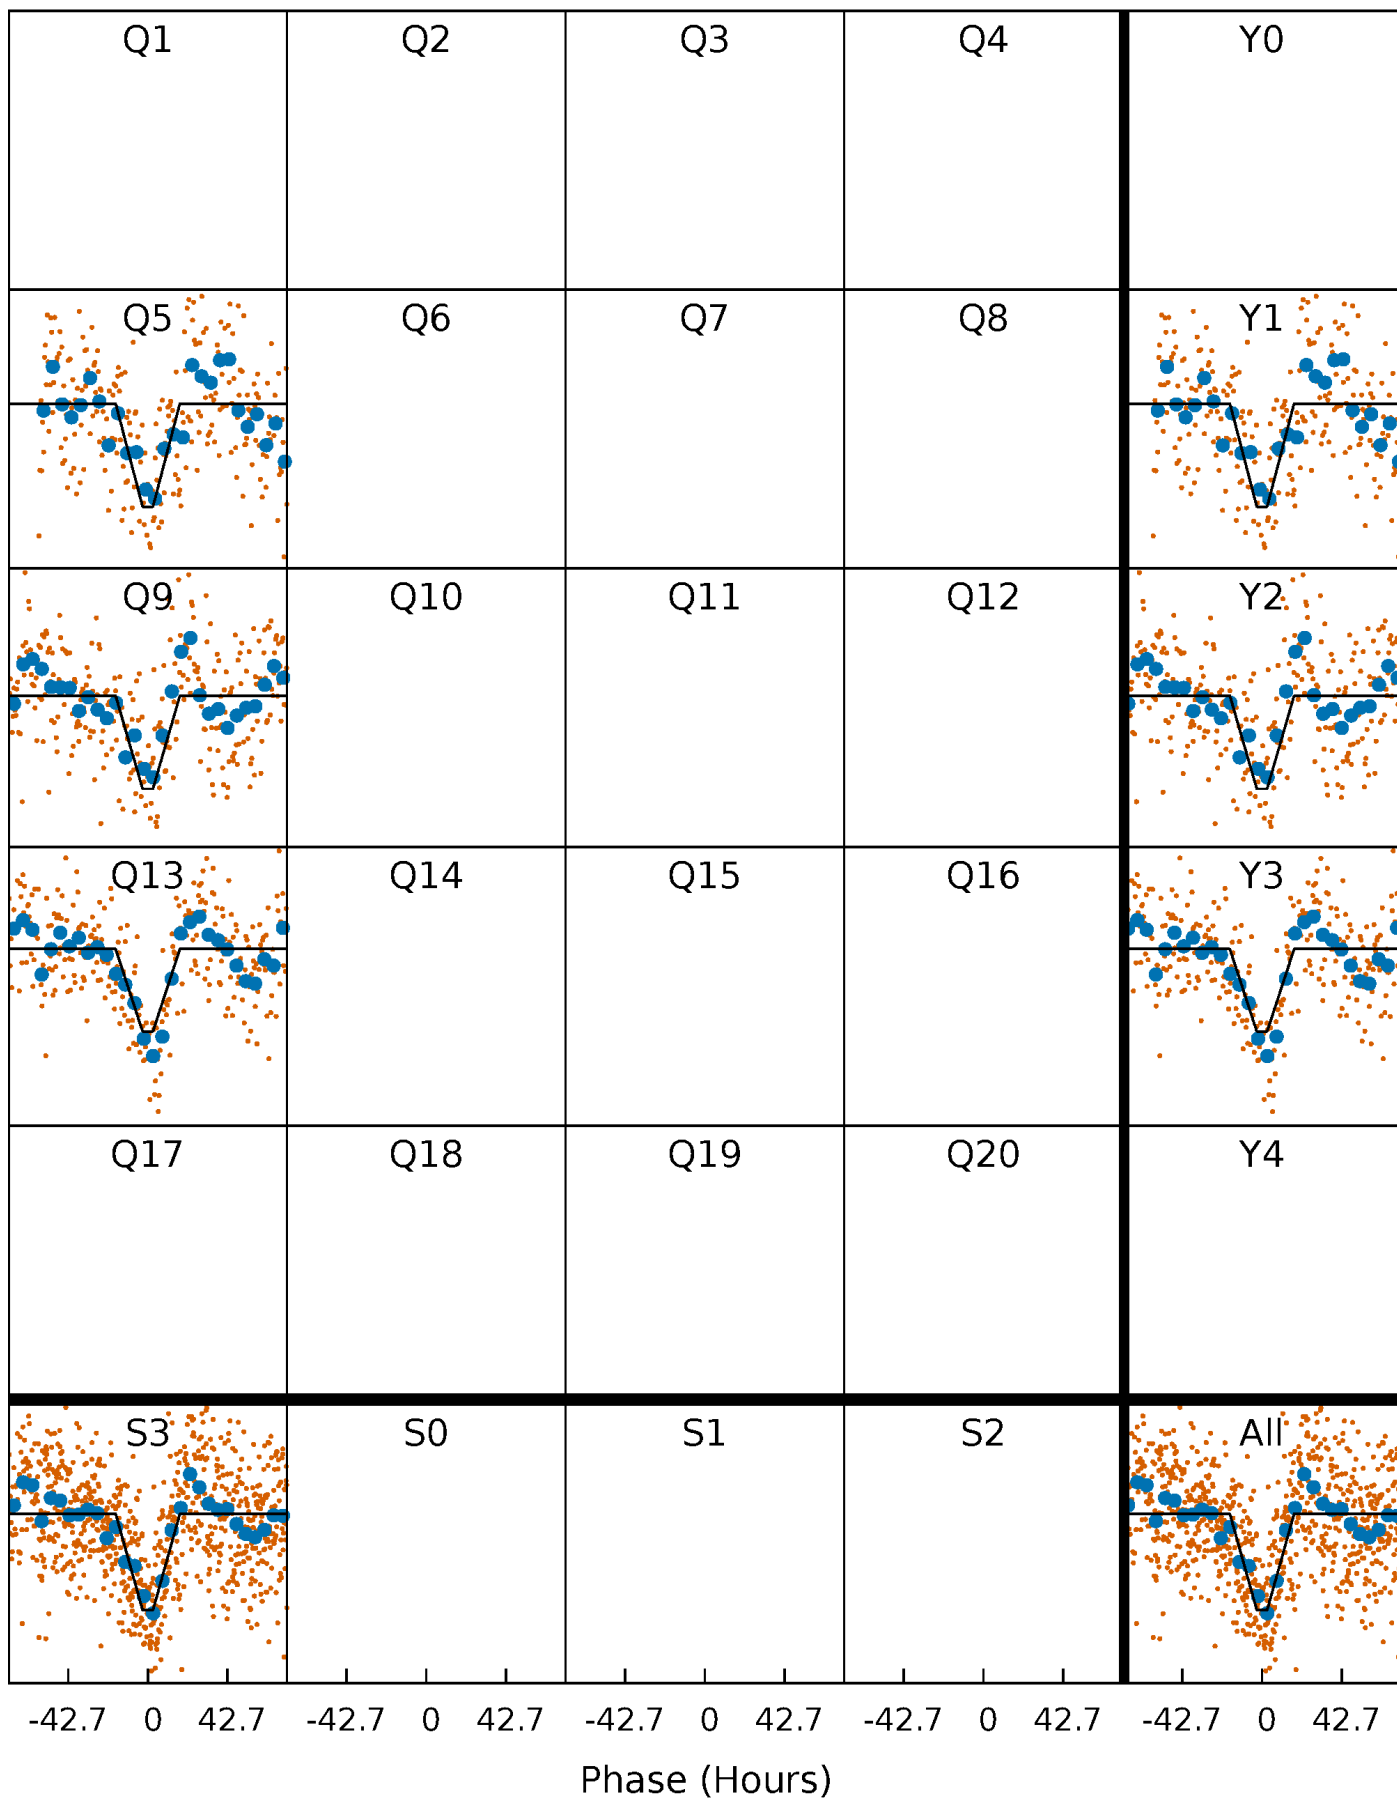 Q1 Q2 Q3 Q4 Y0
Q5 Q6 Q7 Q8 Y1
Q9 Q10 Q11 Q12 Y2
Q13 Q14 Q15 Q16 Y3
Q17 Q18 Q19 Q20 Y4
S3 S0 S1 S2 All
-42.7 0 42.7 -42.7 0 42.7 -42.7 0 42.7 -42.7 0 42.7 -42.7 0 42.7
Phase (Hours)